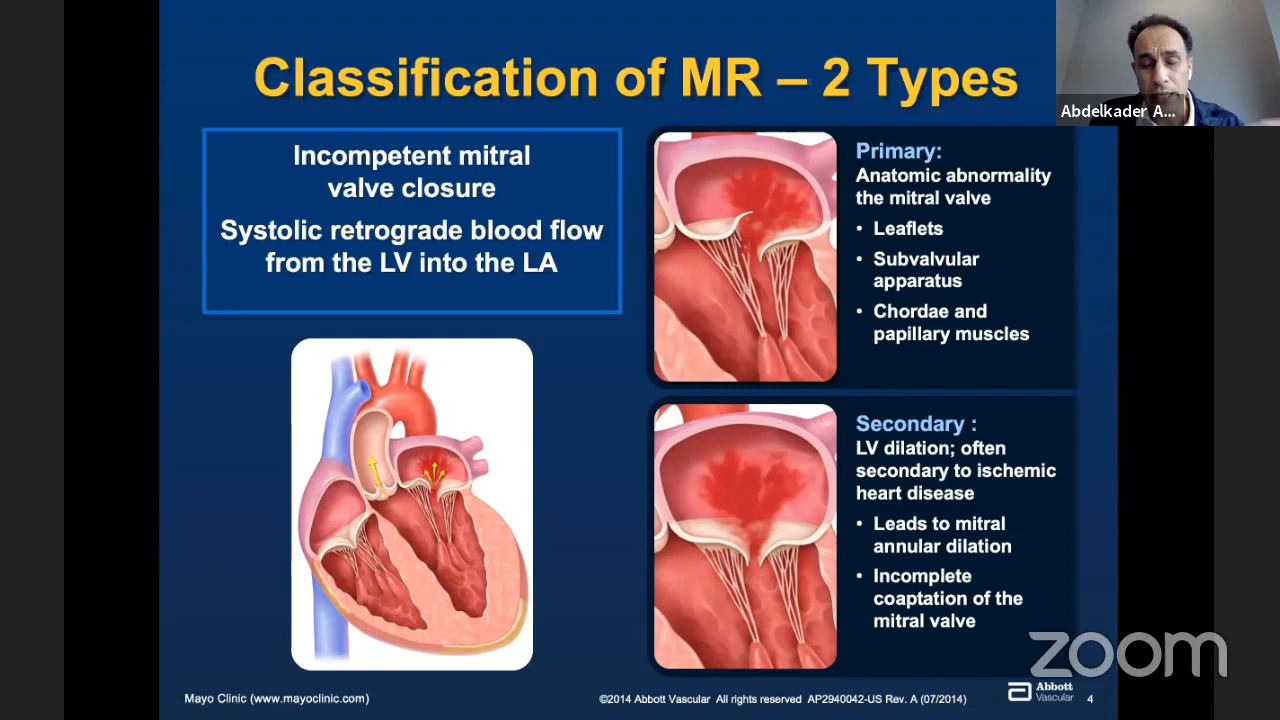 Classification of MR – 2 Types
Abdelkader A...
Incompetent mitral
valve closure
Systolic retrograde blood flow
from the LV into the LA
Primary:
Anatomic abnormality
the mitral valve
• Leaflets
• Subvalvular
apparatus
• Chordae and
papillary muscles
Secondary :
LV dilation; often
secondary to ischemic
heart disease
• Leads to mitral
annular dilation
• Incomplete
coaptation of the
mitral valve
zoom
Mayo Clinic (www.mayoclinic.com)
©2014 Abbott Vascular All rights reserved AP2940042-US Rev. A (07/2014)
Abbott
Vascular
4